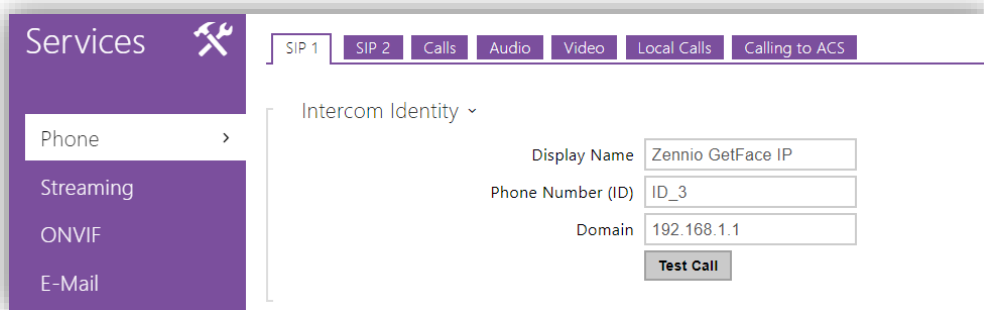 Services
SIP 1 SIP 2 Calls Audio Video Local Calls Calling to ACS
Intercom Identity
Phone
Display Name Zennio GetFace IP
Phone Number (ID) ID_3
Streaming
Domain 192.168.1.1
ONVIF
Test Call
E-Mail